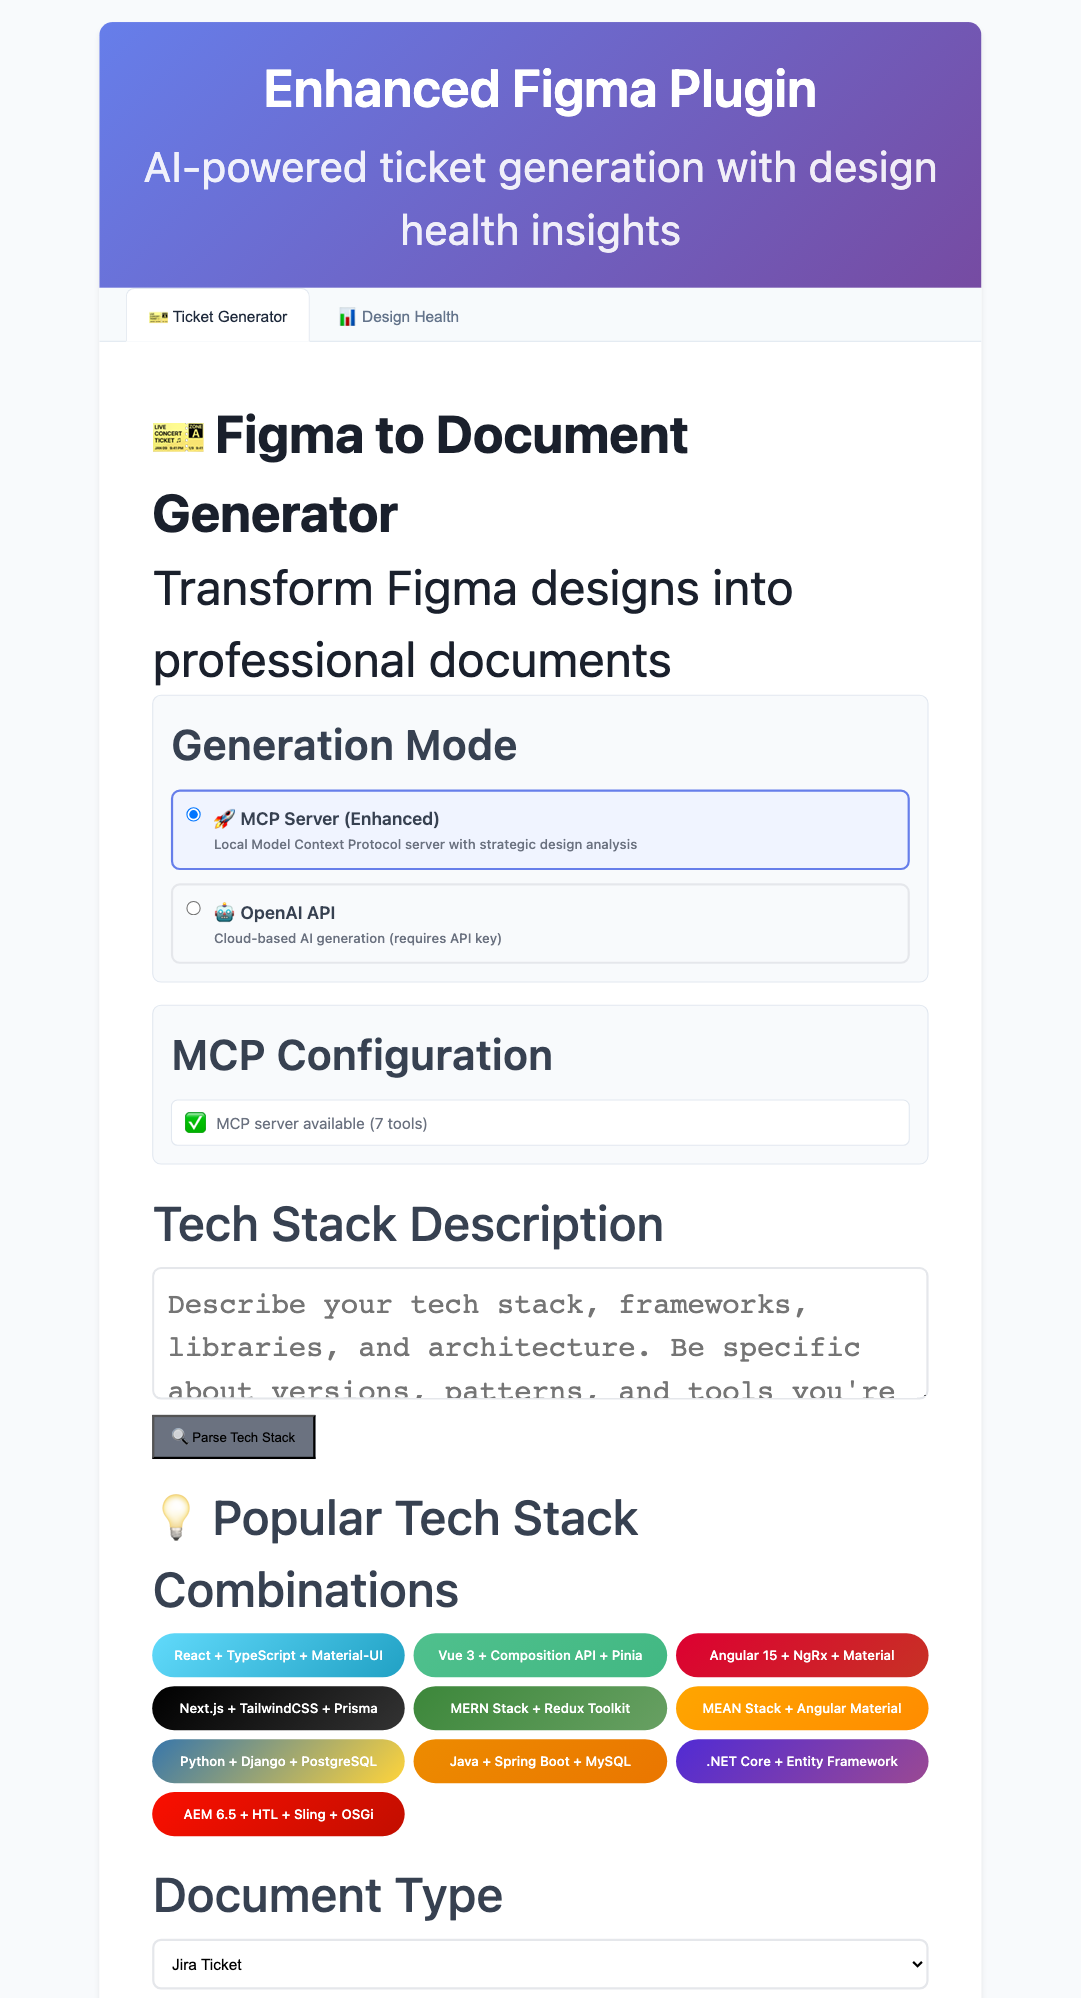 Enhanced Figma Plugin
AI-powered ticket generation with design
health insights
🎫 Ticket Generator
📊 Design Health
🎫 Figma to Document
Generator
Transform Figma designs into
professional documents
Generation Mode
🚀 MCP Server (Enhanced)
Local Model Context Protocol server with strategic design analysis
🤖 OpenAI API
Cloud-based AI generation (requires API key)
MCP Configuration
✅ MCP server available (7 tools)
Tech Stack Description
Describe your tech stack, frameworks,
libraries, and architecture. Be specific
about versions, patterns, and tools you're
🔍 Parse Tech Stack
💡 Popular Tech Stack
Combinations
React + TypeScript + Material-UI
Vue 3 + Composition API + Pinia
Angular 15 + NgRx + Material
Next.js + TailwindCSS + Prisma
MERN Stack + Redux Toolkit
MEAN Stack + Angular Material
Python + Django + PostgreSQL
Java + Spring Boot + MySQL
.NET Core + Entity Framework
AEM 6.5 + HTL + Sling + OSGi
Document Type
Jira Ticket